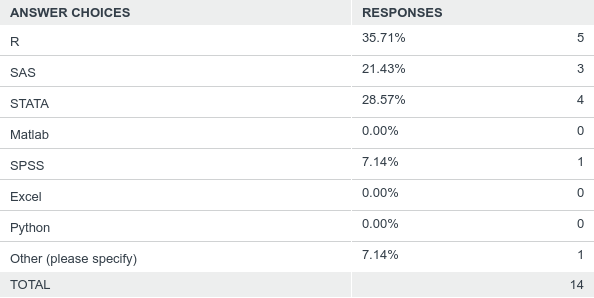 ANSWER CHOICES RESPONSES
R 35.71% 5
SAS 21.43% 3
STATA 28.57% 4
Matlab 0.00% 0
SPSS 7.14% 1
Excel 0.00% 0
Python 0.00% 0
Other (please specify) 7.14% 1
TOTAL 14